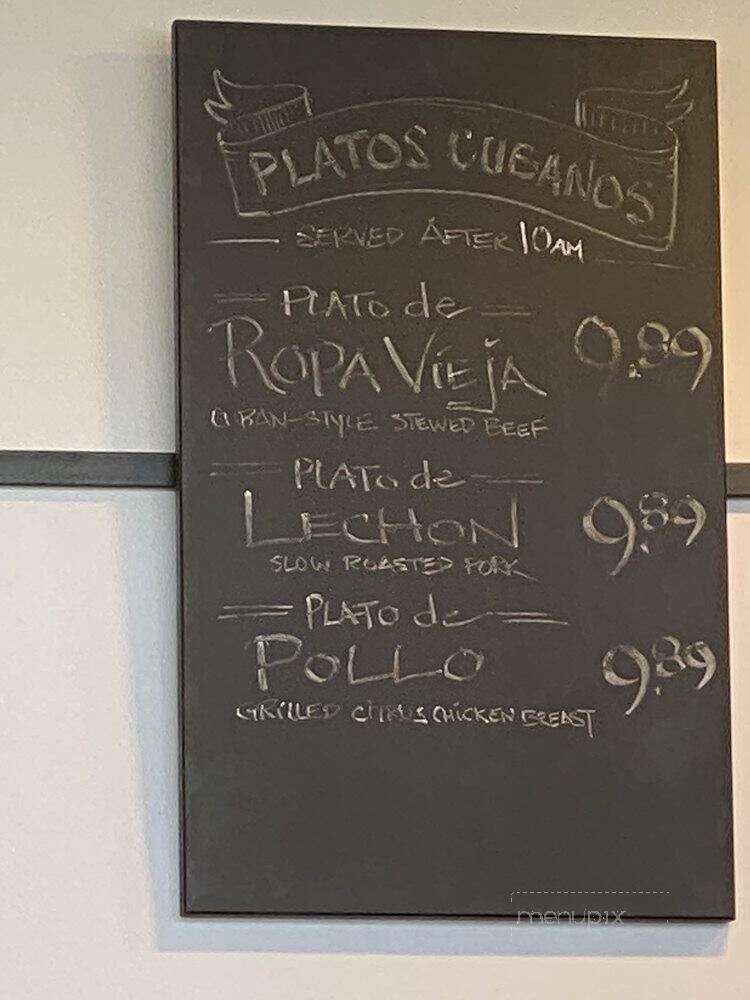 PLATOS CUBANOS
SERVED AFTER 10AM
PLATO de
ROPA VIEJA 9.89
CUBAN-STYLE STEWED BEEF
PLATO de
LECHON 9.89
SLOW ROASTED PORK
PLATO de
POLLO 9.89
GRILLED CITRUS CHICKEN BREAST
menupix